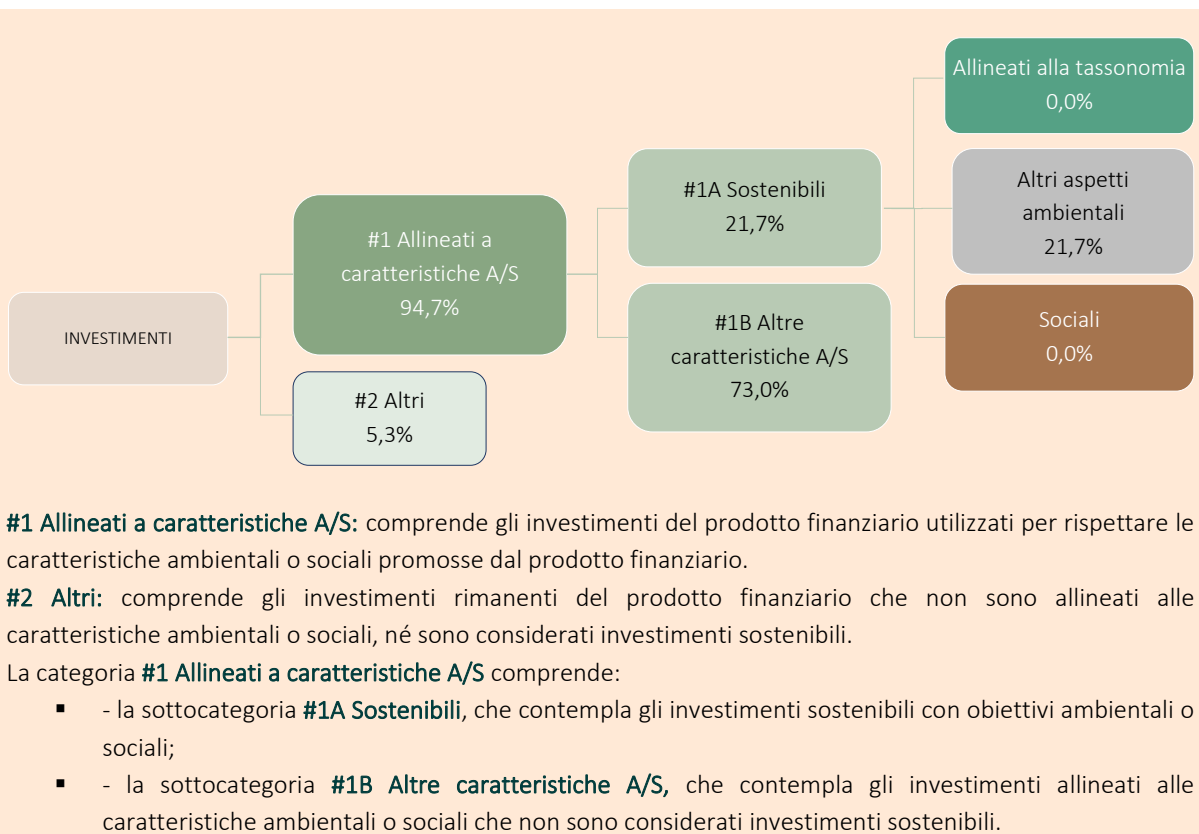 Allineati alla tassonomia
0,0%
#1A Sostenibili
21,7%
Altri aspetti
ambientali
21,7%
#1 Allineati a
caratteristiche A/S
94,7%
INVESTIMENTI
#1B Altre
caratteristiche A/S
73,0%
Sociali
0,0%
#2 Altri
5,3%
#1 Allineati a caratteristiche A/S: comprende gli investimenti del prodotto finanziario utilizzati per rispettare le
caratteristiche ambientali o sociali promosse dal prodotto finanziario.
#2 Altri: comprende gli investimenti rimanenti del prodotto finanziario che non sono allineati alle
caratteristiche ambientali o sociali, né sono considerati investimenti sostenibili.
La categoria #1 Allineati a caratteristiche A/S comprende:
▪ - la sottocategoria #1A Sostenibili, che contempla gli investimenti sostenibili con obiettivi ambientali o
sociali;
▪ - la sottocategoria #1B Altre caratteristiche A/S, che contempla gli investimenti allineati alle
caratteristiche ambientali o sociali che non sono considerati investimenti sostenibili.